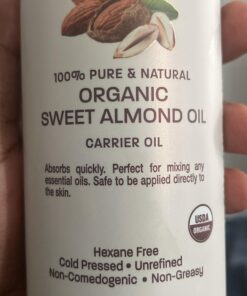 100% PURE & NATURAL
ORGANIC
SWEET ALMOND OIL
CARRIER OIL
Absorbs quickly. Perfect for mixing any
essential oils. Safe to be applied directly to
the skin.
USDA
ORGANIC
Hexane Free
Cold Pressed • Unrefined
Non-Comedogenic • Non-Greasy